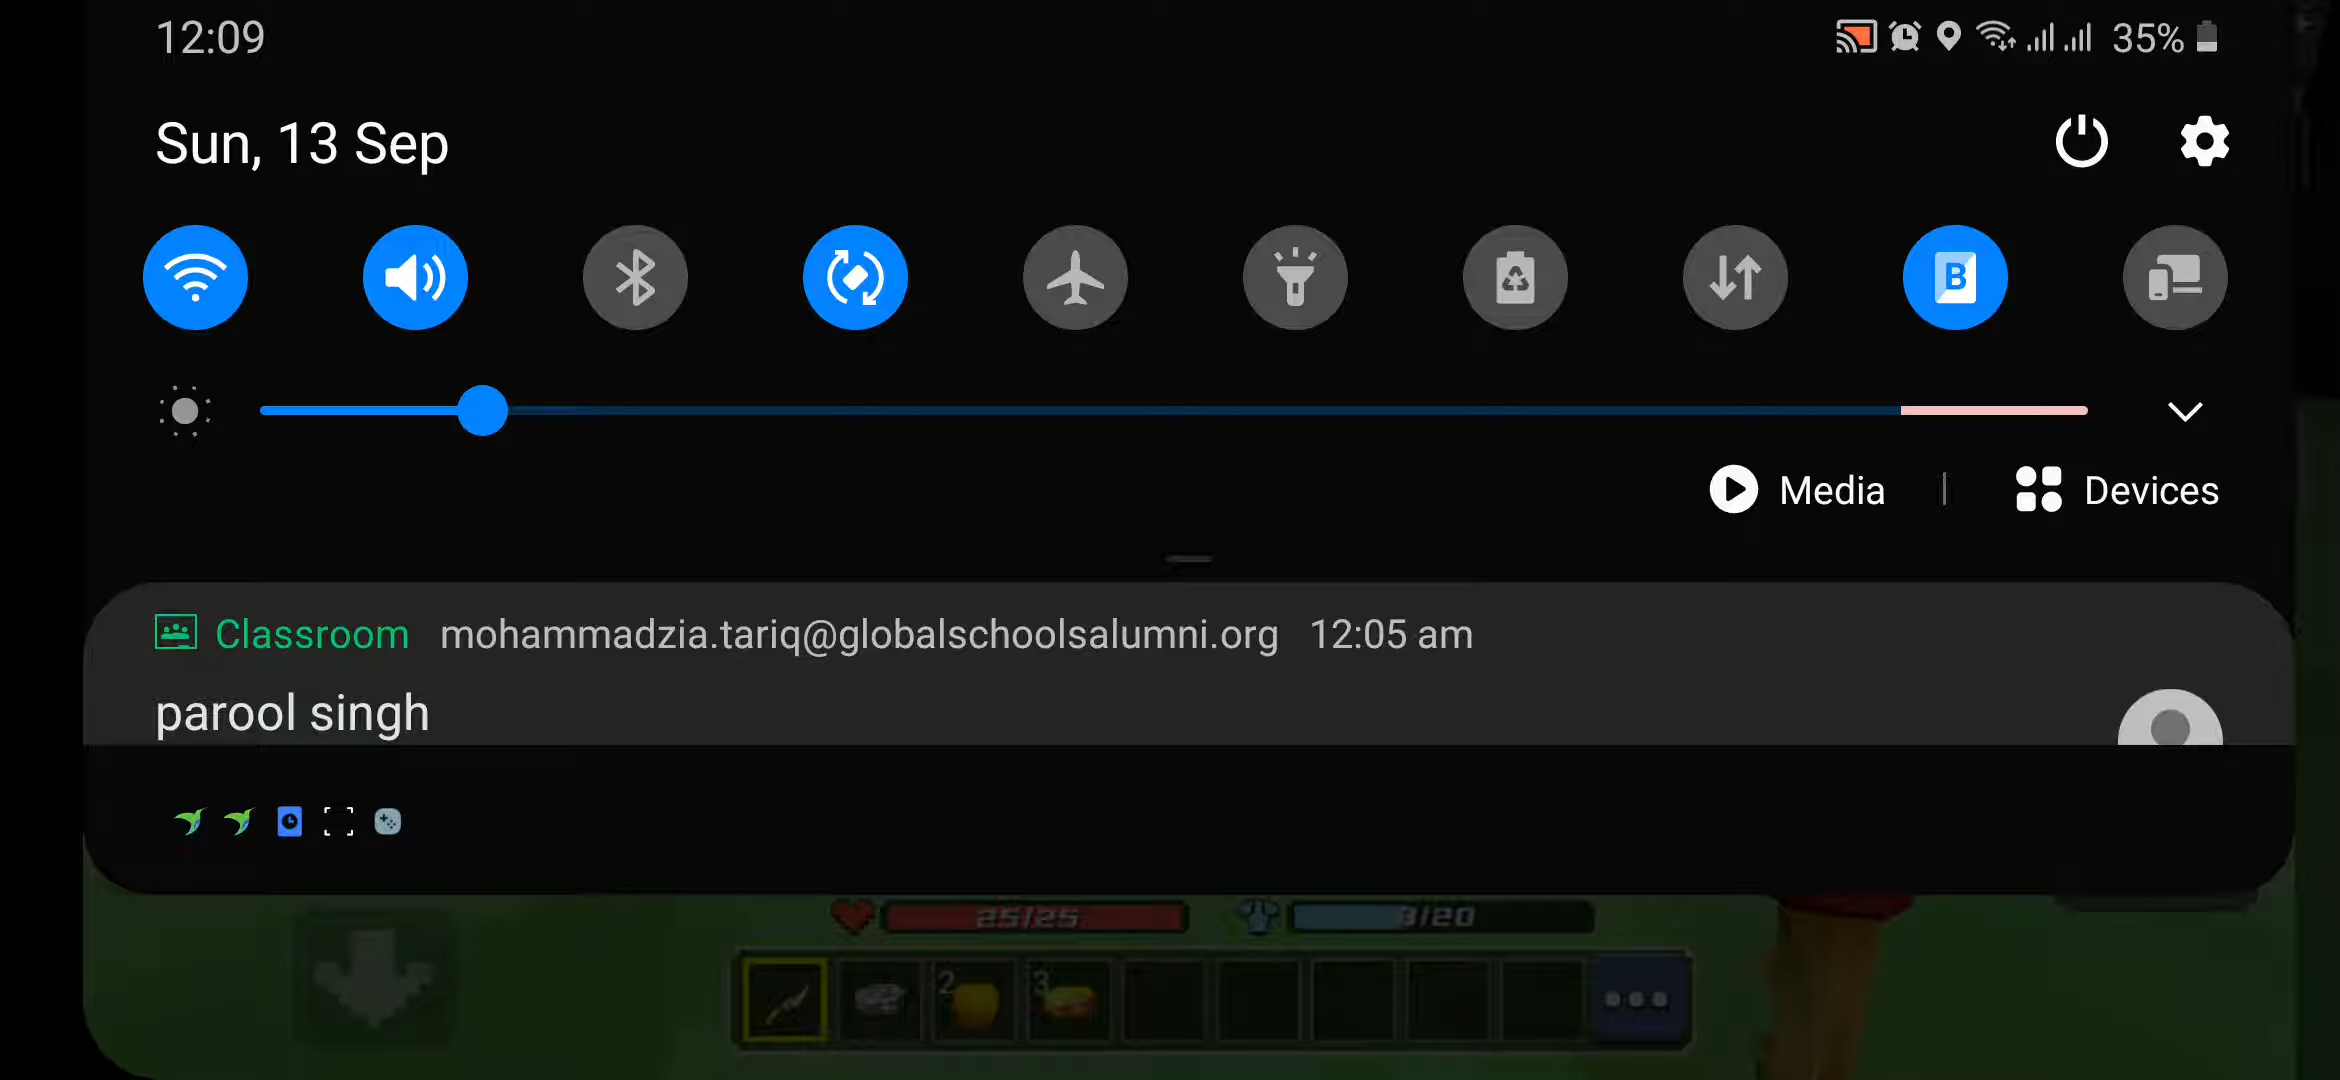 12:09
35%
Sun, 13 Sep
B
Media | Devices
Classroom mohammadzia.tariq@globalschoolsalumni.org 12:05 am
parool singh
25/25
8/20
2
3